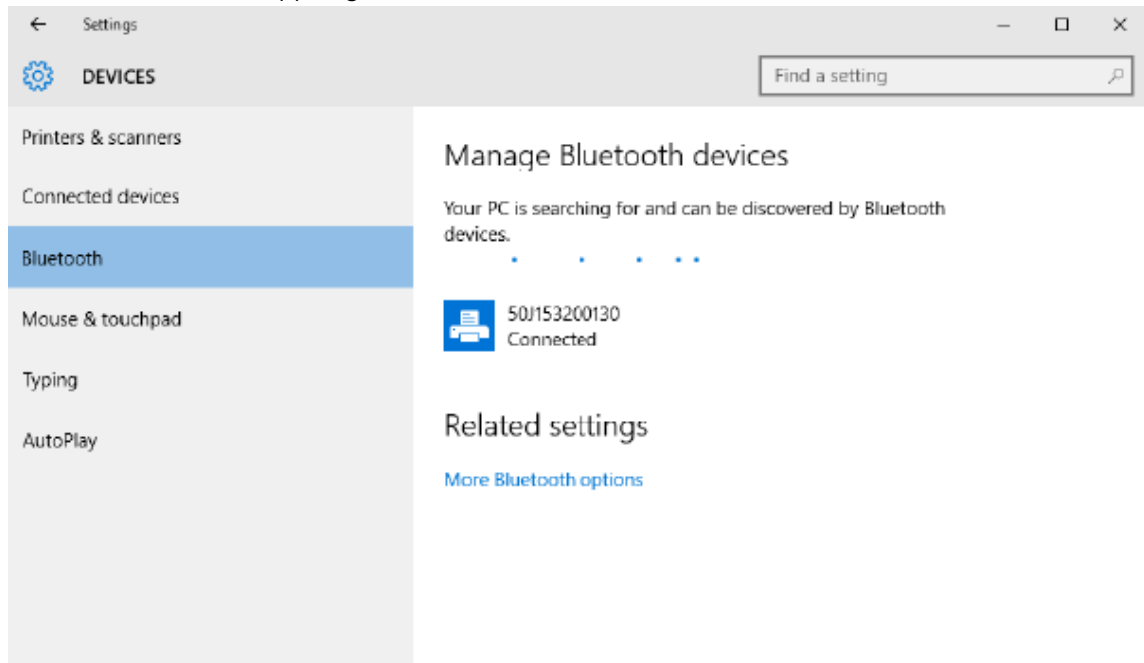 Settings
DEVICES
Find a setting
Printers & scanners
Connected devices
Bluetooth
Mouse & touchpad
Typing
AutoPlay
Manage Bluetooth devices
Your PC is searching for and can be discovered by Bluetooth
devices.
50J153200130
Connected
Related settings
More Bluetooth options